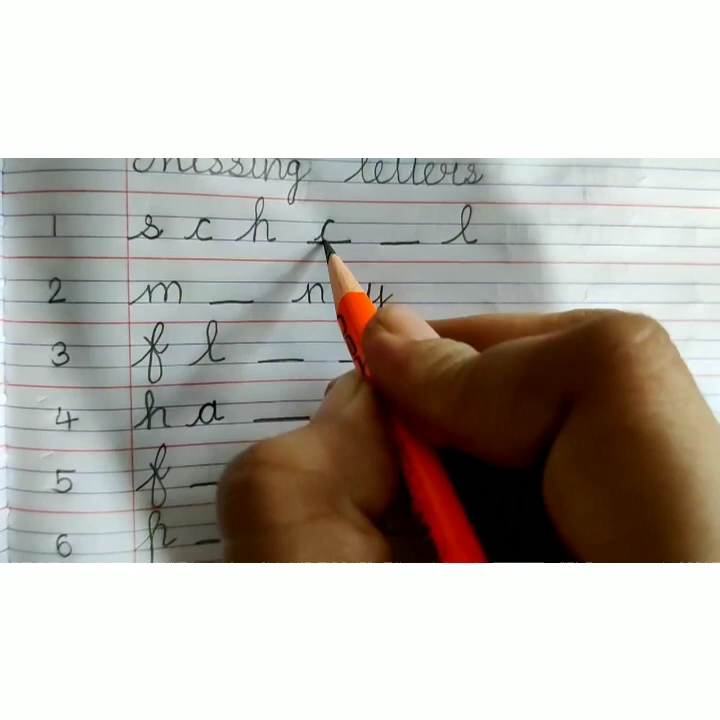 Missing letters
1 s c h c _ l
2 m _ n y
3 f l _ _
4 h a _
5 f _
6 p _